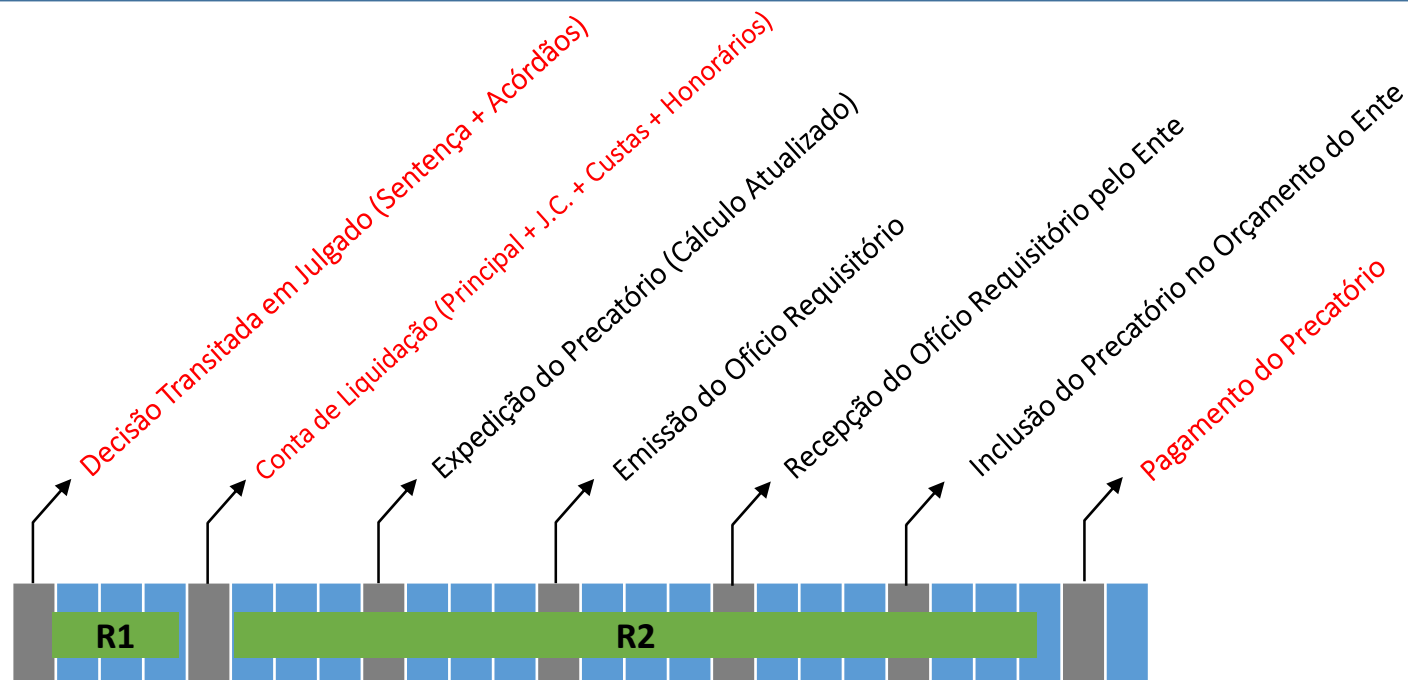 Decisão Transitada em Julgado (Sentença + Acórdãos)
Conta de Liquidação (Principal + J.C. + Custas + Honorários)
Expedição do Precatório (Cálculo Atualizado)
Emissão do Ofício Requisitório
Recepção do Ofício Requisitório pelo Ente
Inclusão do Precatório no Orçamento do Ente
Pagamento do Precatório
R1
R2